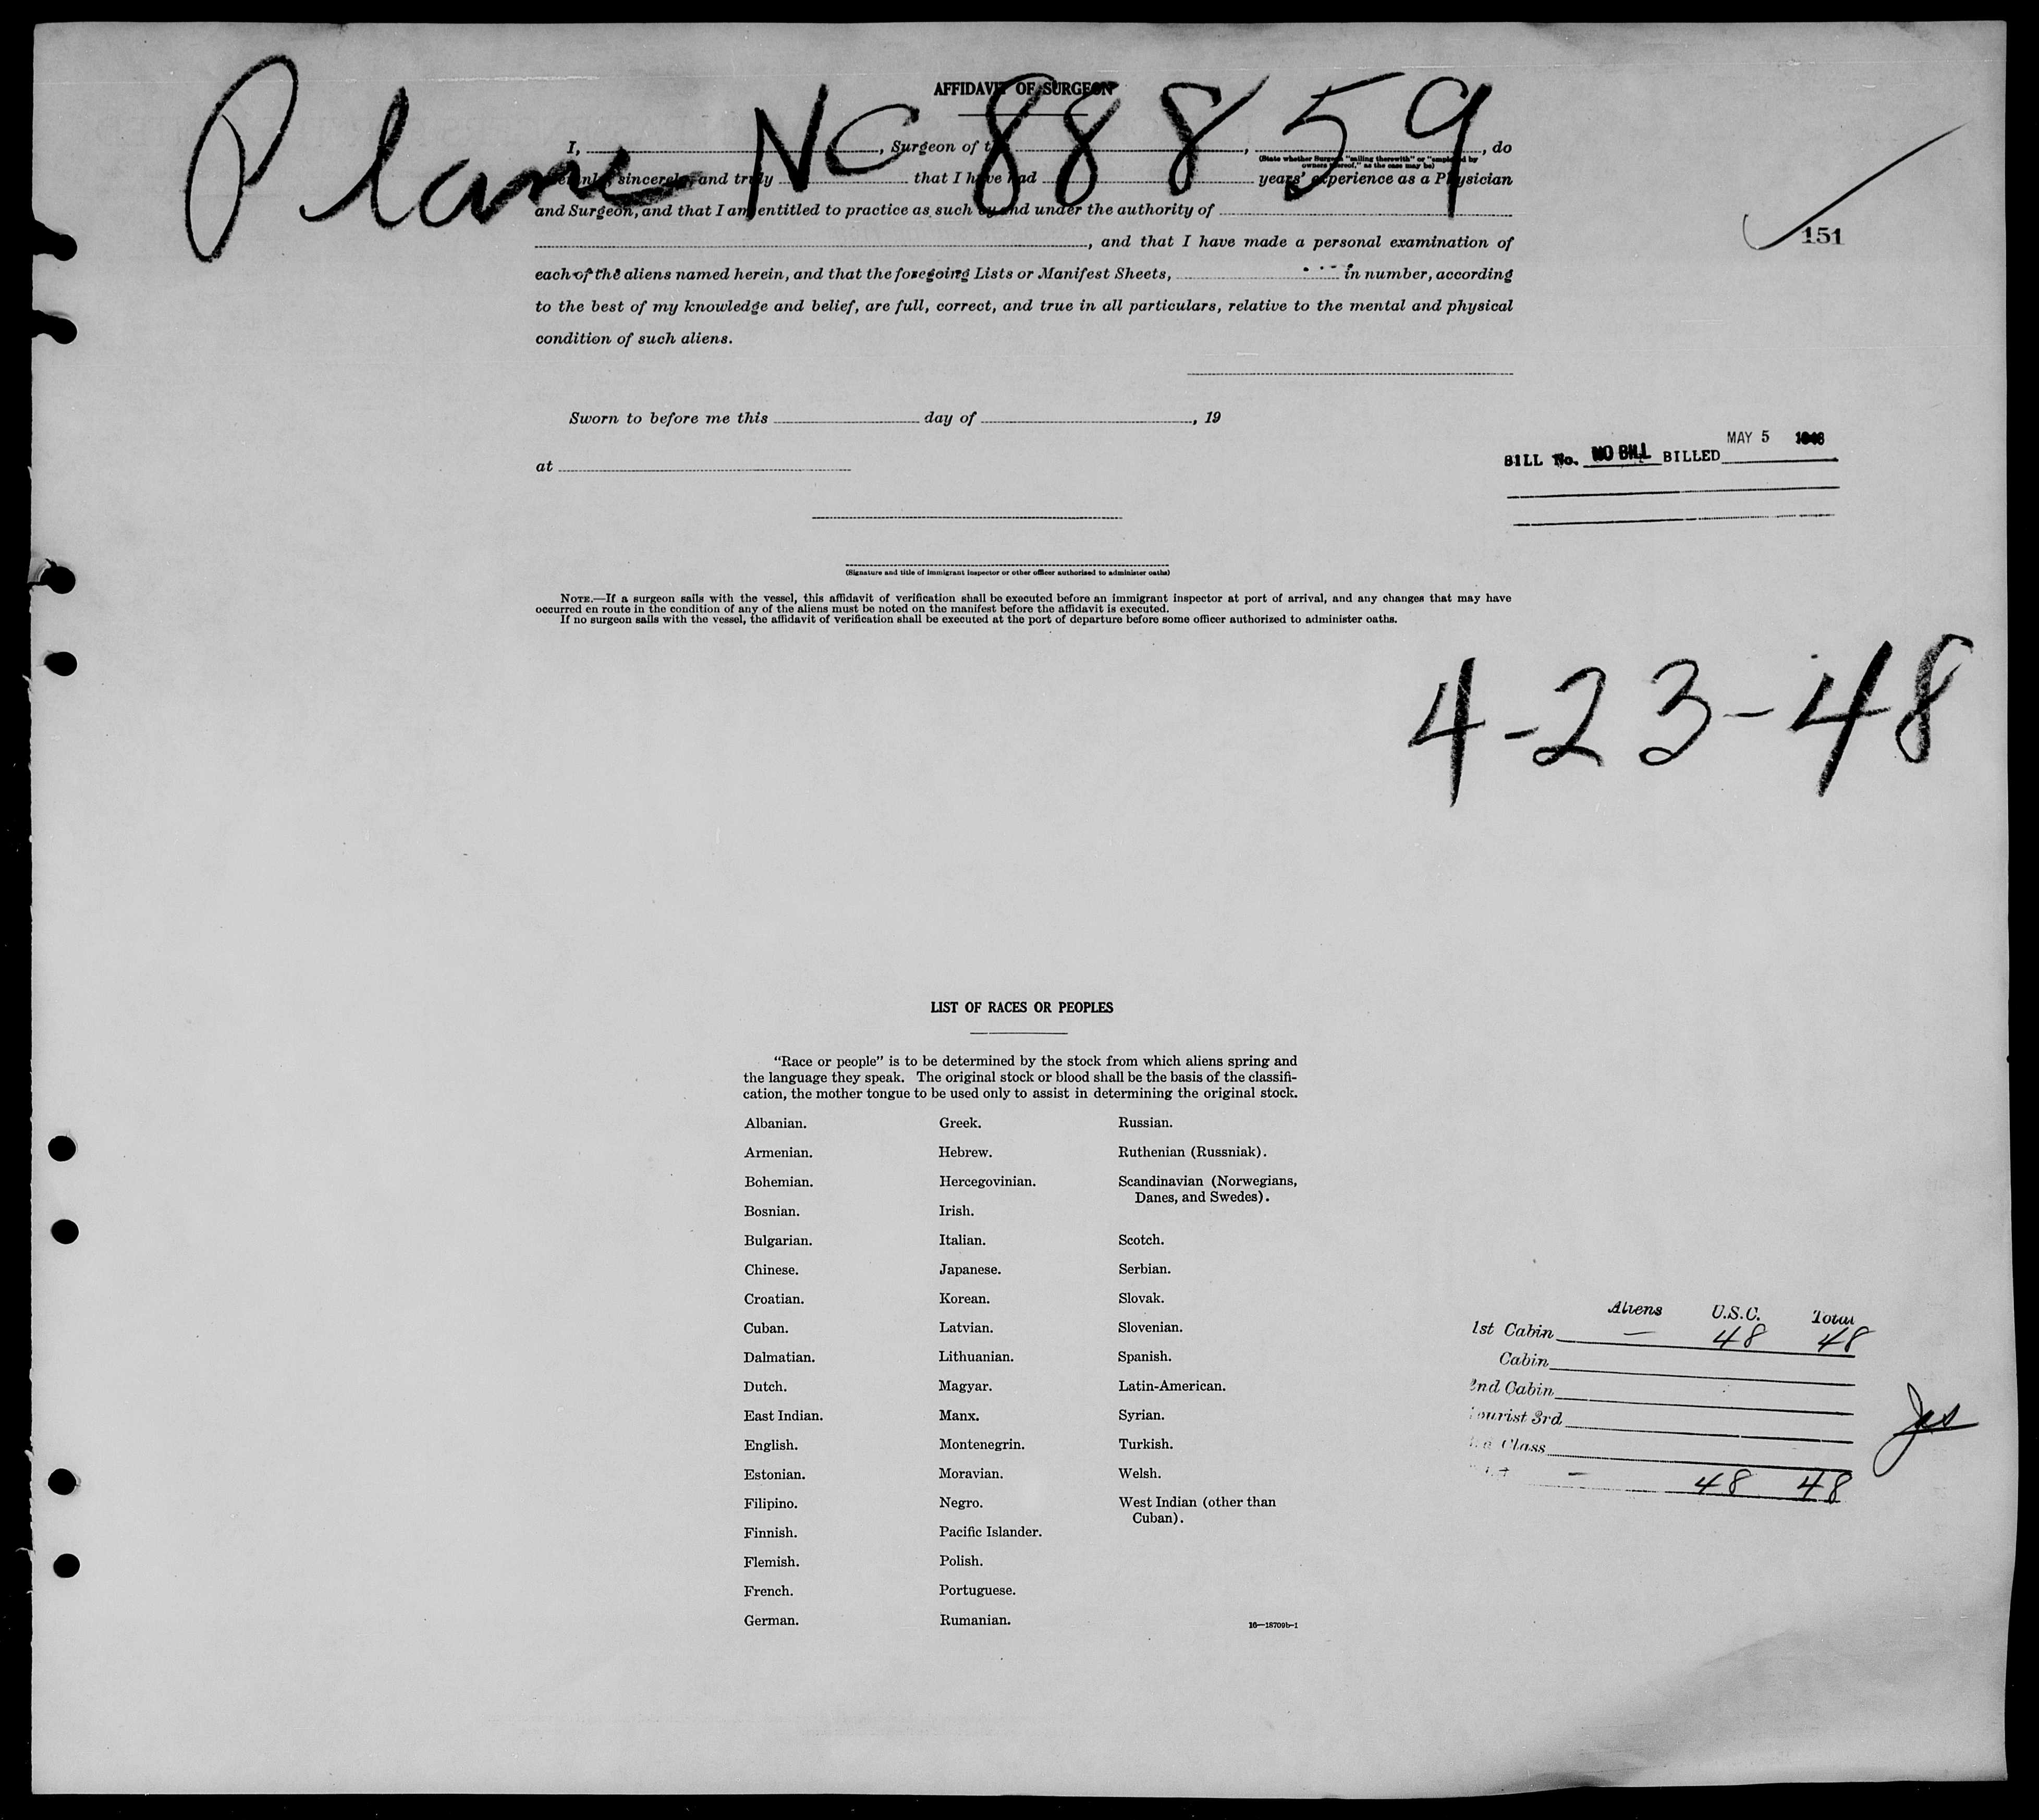 Plane NC 88859
AFFIDAVIT OF SURGEON
I, , Surgeon of , , do
(State whether Surgeon "sailing therewith" or "employed by
owners thereof," as the case may be)
sincerely and truly that I have had years' experience as a Physician
and Surgeon, and that I am entitled to practice as such by and under the authority of
, and that I have made a personal examination of
151
each of the aliens named herein, and that the foregoing Lists or Manifest Sheets, in number, according
to the best of my knowledge and belief, are full, correct, and true in all particulars, relative to the mental and physical
condition of such aliens.
Sworn to before me this day of , 19
at
MAY 5 1948
BILL No. NO BILL BILLED
(Signature and title of immigrant inspector or other officer authorized to administer oaths)
NOTE.—If a surgeon sails with the vessel, this affidavit of verification shall be executed before an immigrant inspector at port of arrival, and any changes that may have
occurred en route in the condition of any of the aliens must be noted on the manifest before the affidavit is executed.
If no surgeon sails with the vessel, the affidavit of verification shall be executed at the port of departure before some officer authorized to administer oaths.
4-23-48
LIST OF RACES OR PEOPLES
"Race or people" is to be determined by the stock from which aliens spring and
the language they speak. The original stock or blood shall be the basis of the classifi-
cation, the mother tongue to be used only to assist in determining the original stock.
Albanian.
Armenian.
Bohemian.
Bosnian.
Bulgarian.
Chinese.
Croatian.
Cuban.
Dalmatian.
Dutch.
East Indian.
English.
Estonian.
Filipino.
Finnish.
Flemish.
French.
German.
Greek.
Hebrew.
Hercegovinian.
Irish.
Italian.
Japanese.
Korean.
Latvian.
Lithuanian.
Magyar.
Manx.
Montenegrin.
Moravian.
Negro.
Pacific Islander.
Polish.
Portuguese.
Rumanian.
Russian.
Ruthenian (Russniak).
Scandinavian (Norwegians,
Danes, and Swedes).
Scotch.
Serbian.
Slovak.
Slovenian.
Spanish.
Latin-American.
Syrian.
Turkish.
Welsh.
West Indian (other than
Cuban).
16—18709b-1
Aliens U.S.C. Total
1st Cabin — 48 48
Cabin
2nd Cabin
Tourist 3rd
Class
— 48 48